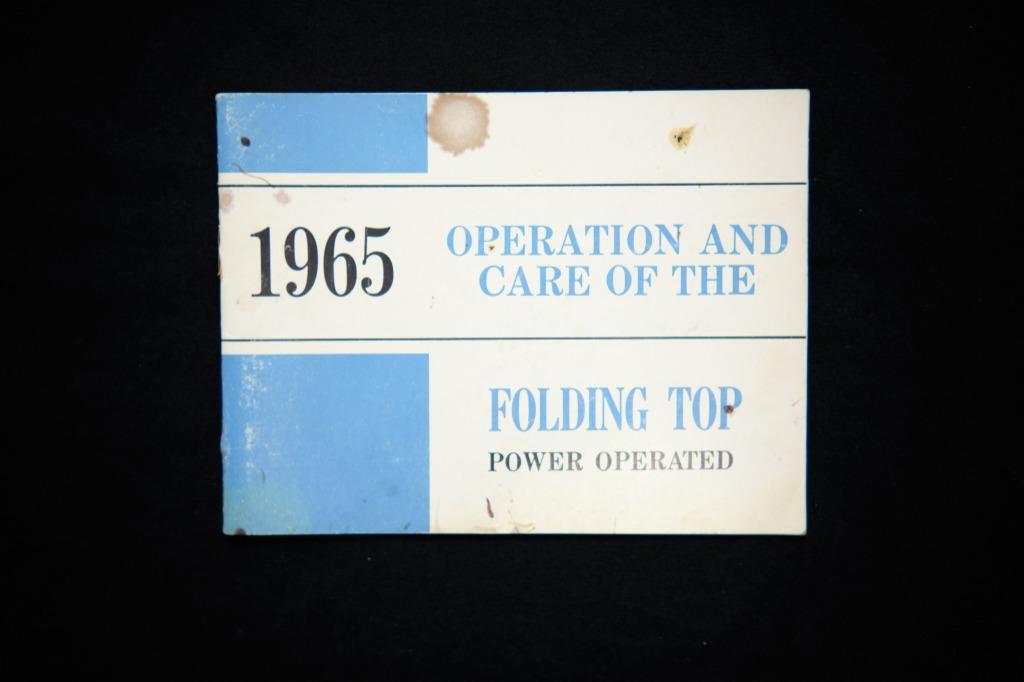 1965
OPERATION AND
CARE OF THE
FOLDING TOP
POWER OPERATED